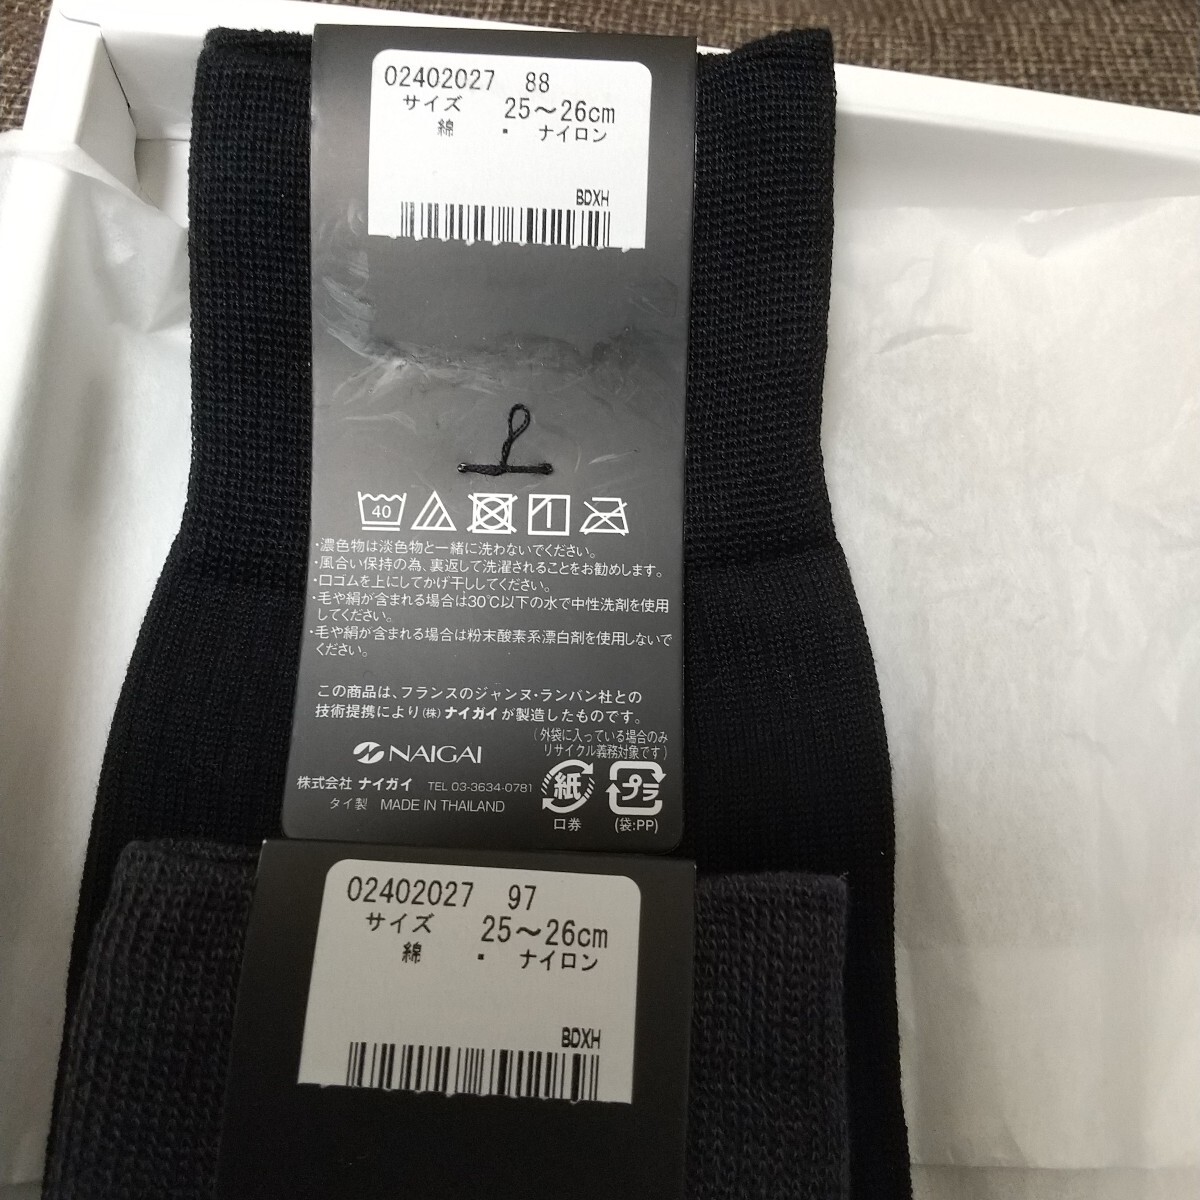 02402027 88
サイズ 25～26cm
綿 ・ ナイロン
BDXH
40
・濃色物は淡色物と一緒に洗わないでください。
・風合い保持の為、裏返して洗濯されることをお勧めします。
・口ゴムを上にしてかげ干ししてください。
・毛や絹が含まれる場合は30℃以下の水で中性洗剤を使用
してください。
・毛や絹が含まれる場合は粉末酸素系漂白剤を使用しないで
ください。
この商品は、フランスのジャンヌ・ランバン社との
技術提携により(株)ナイガイが製造したものです。
(外袋に入っている場合のみ
リサイクル義務対象です)
NAIGAI
株式会社 ナイガイ TEL 03-3634-0781
タイ製 MADE IN THAILAND
紙 プラ
口券 (袋:PP)
02402027 97
サイズ 25～26cm
綿 ・ ナイロン
BDXH